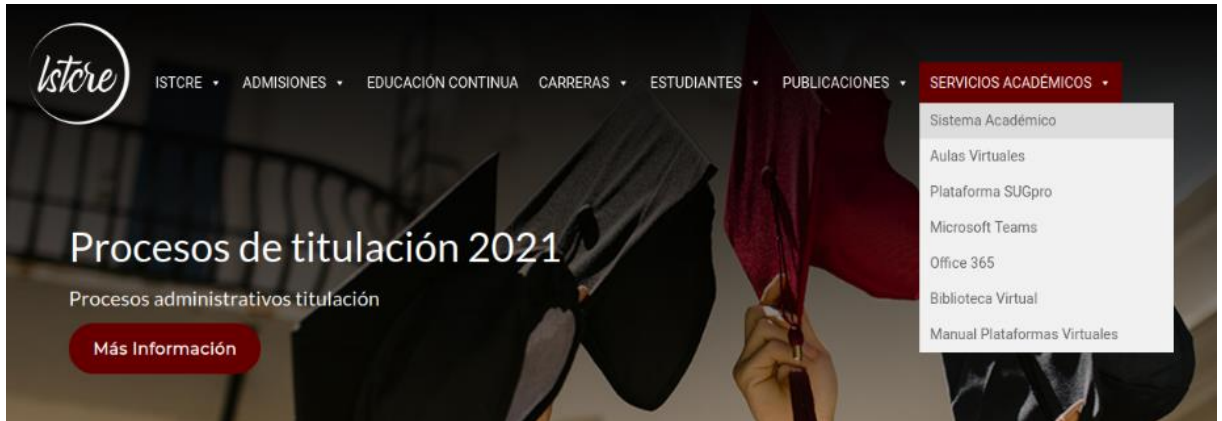 Istcre
ISTCRE ADMISIONES EDUCACIÓN CONTINUA CARRERAS ESTUDIANTES PUBLICACIONES SERVICIOS ACADÉMICOS
Sistema Académico
Aulas Virtuales
Plataforma SUGpro
Microsoft Teams
Office 365
Biblioteca Virtual
Manual Plataformas Virtuales
Procesos de titulación 2021
Procesos administrativos titulación
Más Información